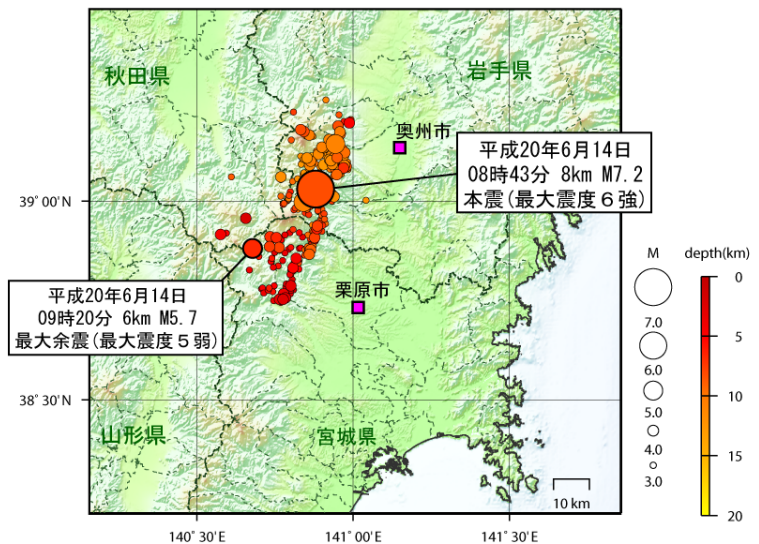 秋田県
岩手県
奥州市
平成20年6月14日
08時43分 8km M7.2
本震(最大震度６強)
39°00'N
平成20年6月14日
09時20分 6km M5.7
最大余震(最大震度５弱)
栗原市
38°30'N
山形県
宮城県
10 km
140°30'E
141°00'E
141°30'E
M
7.0
6.0
5.0
4.0
3.0
depth(km)
0
5
10
15
20